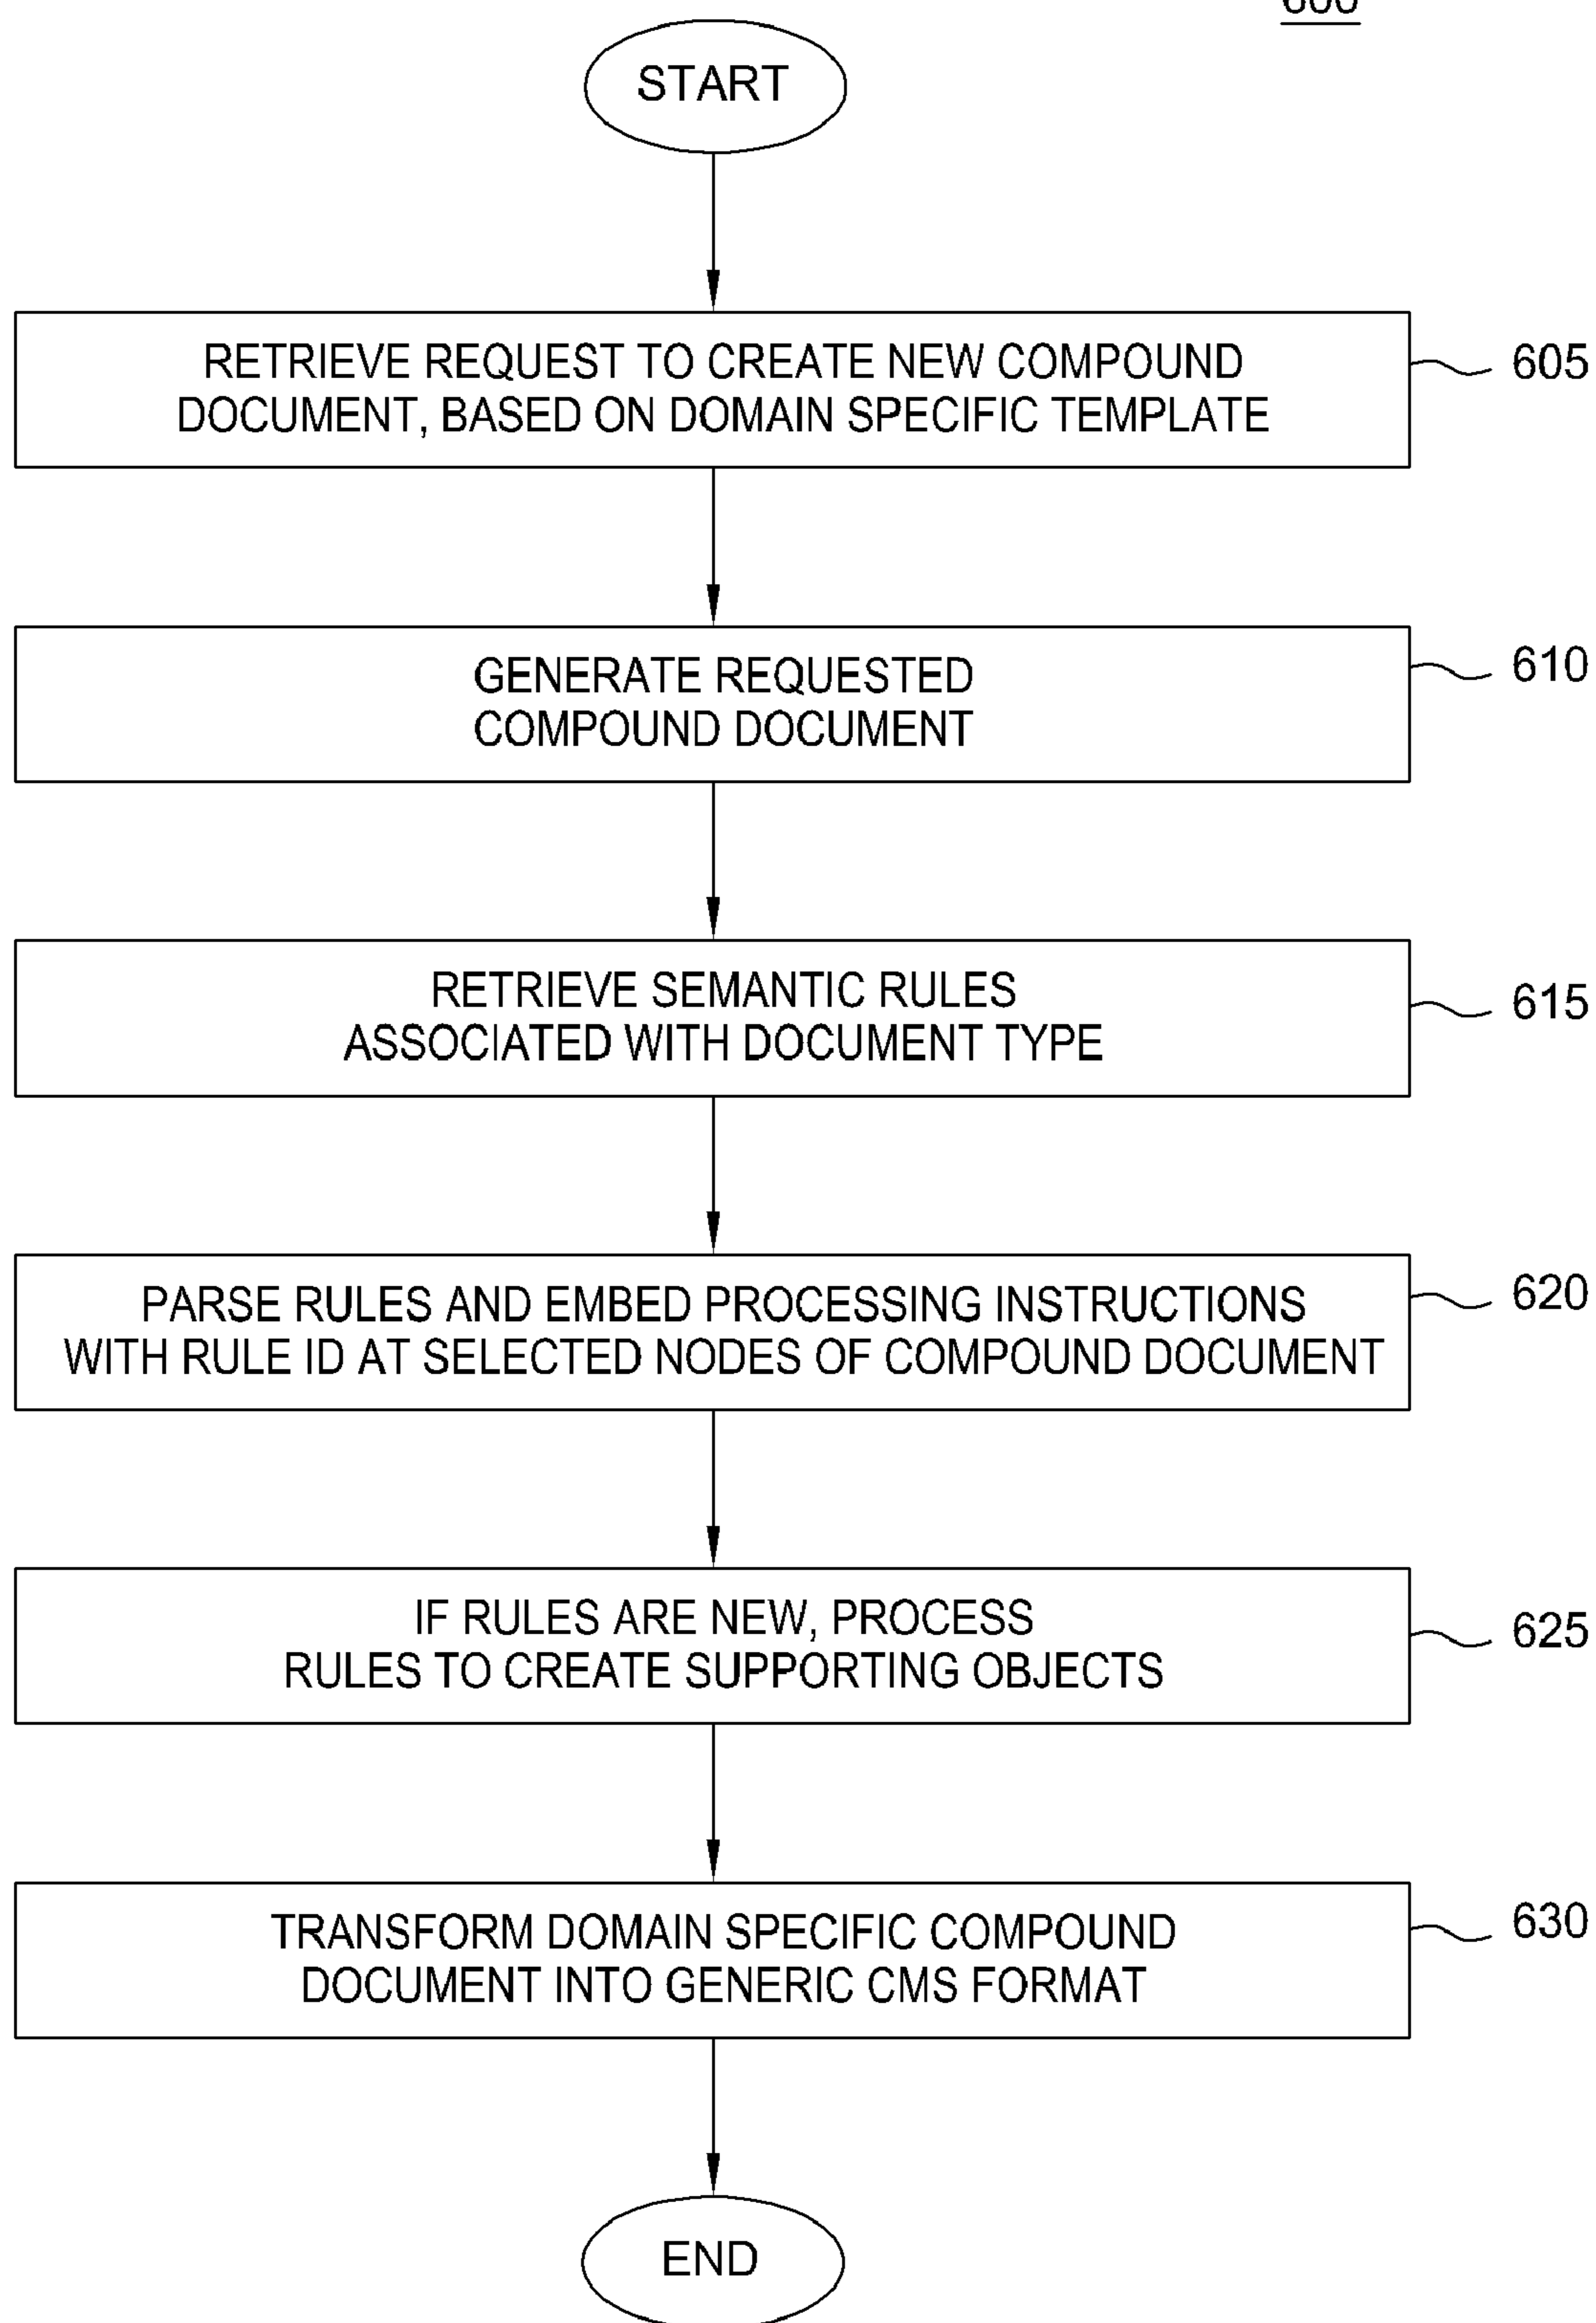 START
RETRIEVE REQUEST TO CREATE NEW COMPOUND
DOCUMENT, BASED ON DOMAIN SPECIFIC TEMPLATE
605
GENERATE REQUESTED
COMPOUND DOCUMENT
610
RETRIEVE SEMANTIC RULES
ASSOCIATED WITH DOCUMENT TYPE
615
PARSE RULES AND EMBED PROCESSING INSTRUCTIONS
WITH RULE ID AT SELECTED NODES OF COMPOUND DOCUMENT
620
IF RULES ARE NEW, PROCESS
RULES TO CREATE SUPPORTING OBJECTS
625
TRANSFORM DOMAIN SPECIFIC COMPOUND
DOCUMENT INTO GENERIC CMS FORMAT
630
END